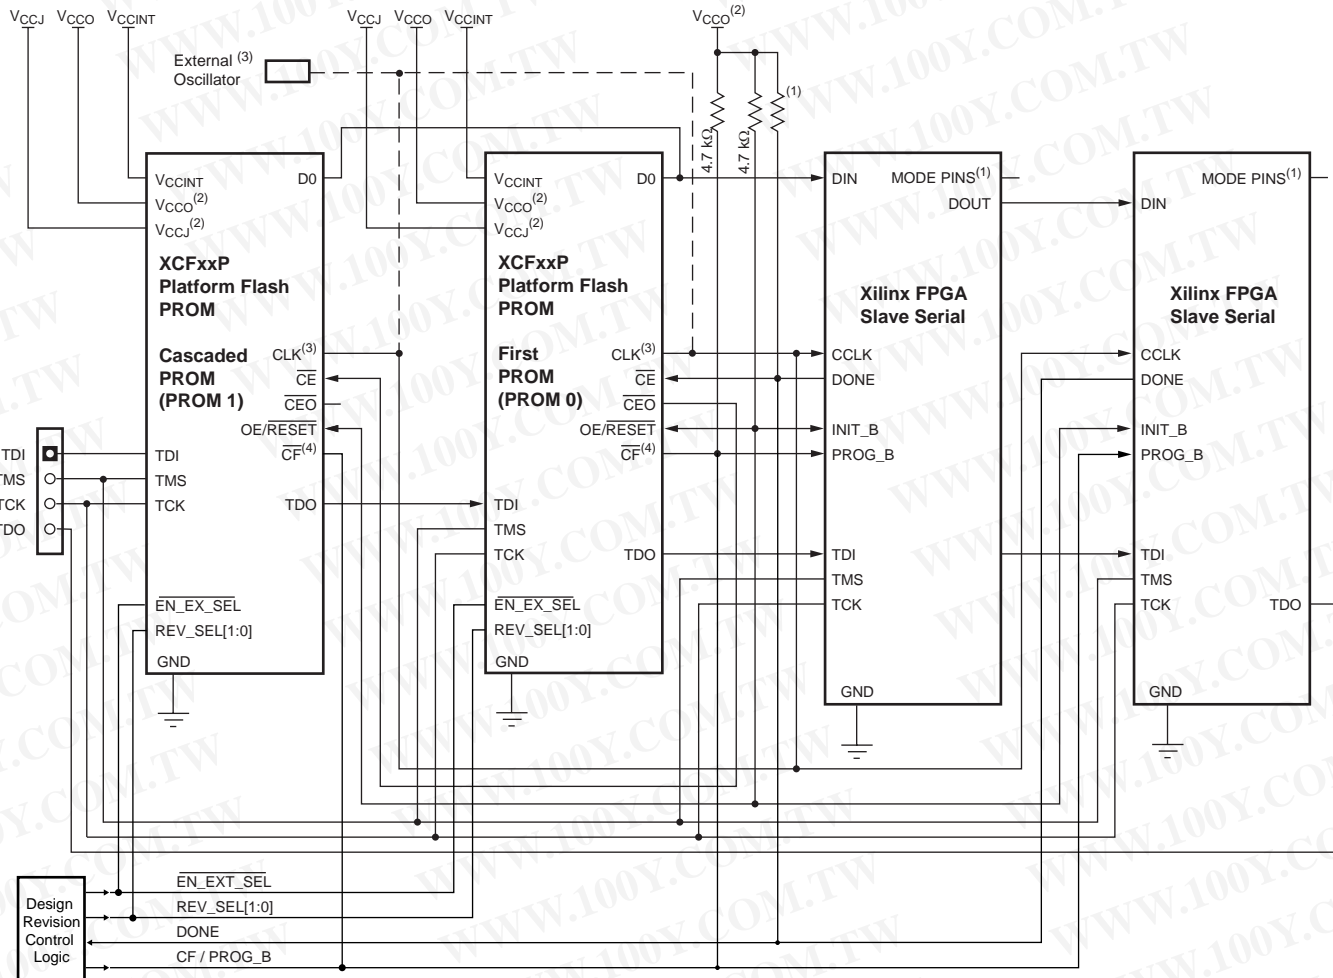 VCCJ VCCO VCCINT
VCCJ VCCO VCCINT
VCCO(2)
External (3)
Oscillator
(1)
4.7 kΩ
4.7 kΩ
VCCINT
VCCO(2)
VCCJ(2)
D0
XCFxxP
Platform Flash
PROM
Cascaded
PROM
(PROM 1)
CLK(3)
CE
CEO
OE/RESET
CF(4)
TDI
TMS
TCK
TDO
EN_EX_SEL
REV_SEL[1:0]
GND
VCCINT
VCCO(2)
VCCJ(2)
D0
XCFxxP
Platform Flash
PROM
First
PROM
(PROM 0)
CLK(3)
CE
CEO
OE/RESET
CF(4)
TDI
TMS
TCK
TDO
EN_EX_SEL
REV_SEL[1:0]
GND
DIN
MODE PINS(1)
DOUT
Xilinx FPGA
Slave Serial
CCLK
DONE
INIT_B
PROG_B
TDI
TMS
TCK
GND
MODE PINS(1)
DIN
Xilinx FPGA
Slave Serial
CCLK
DONE
INIT_B
PROG_B
TDI
TMS
TCK
TDO
GND
TDI
TMS
TCK
TDO
Design
Revision
Control
Logic
EN_EXT_SEL
REV_SEL[1:0]
DONE
CF / PROG_B
WWW.100Y.COM.TW